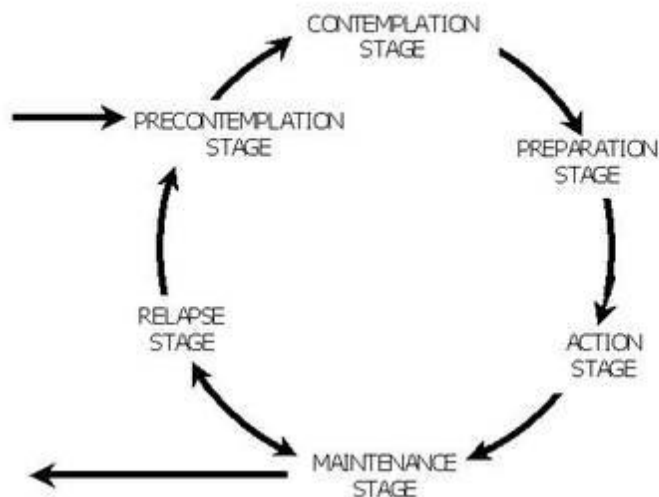 CONTEMPLATION
STAGE
PRECONTEMPLATION
STAGE
PREPARATION
STAGE
RELAPSE
STAGE
ACTION
STAGE
MAINTENANCE
STAGE